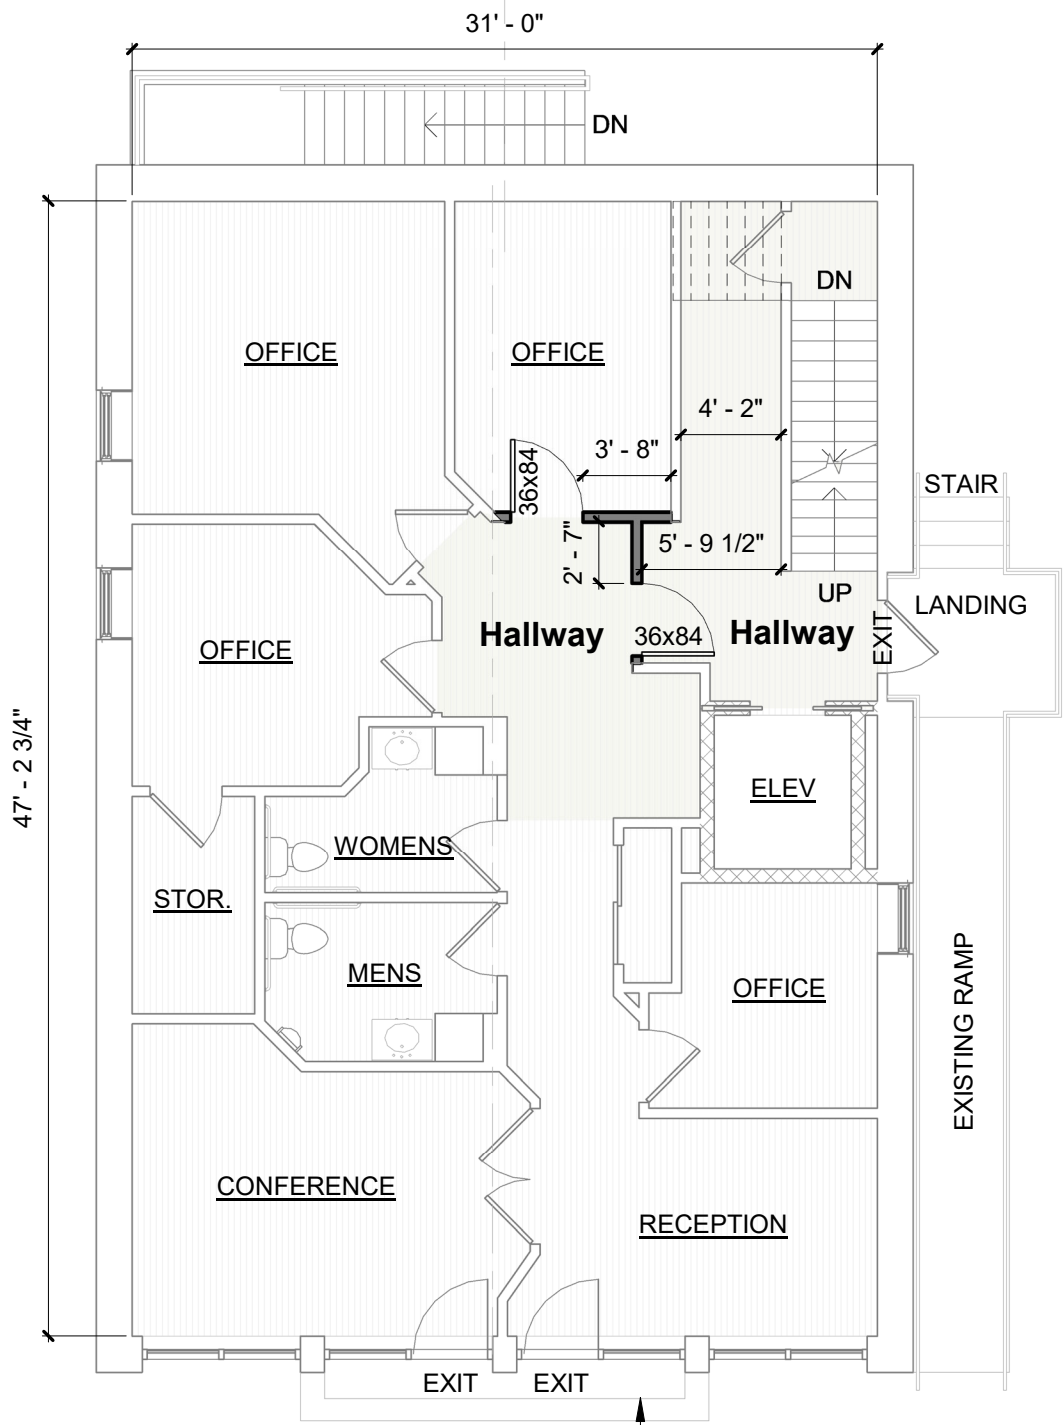 31' - 0"
DN
DN
OFFICE
OFFICE
4' - 2"
3' - 8"
36x84
STAIR
2' - 7"
5' - 9 1/2"
UP
LANDING
EXIT
Hallway
36x84
Hallway
OFFICE
47' - 2 3/4"
ELEV
WOMENS
STOR.
MENS
OFFICE
EXISTING RAMP
CONFERENCE
RECEPTION
EXIT
EXIT